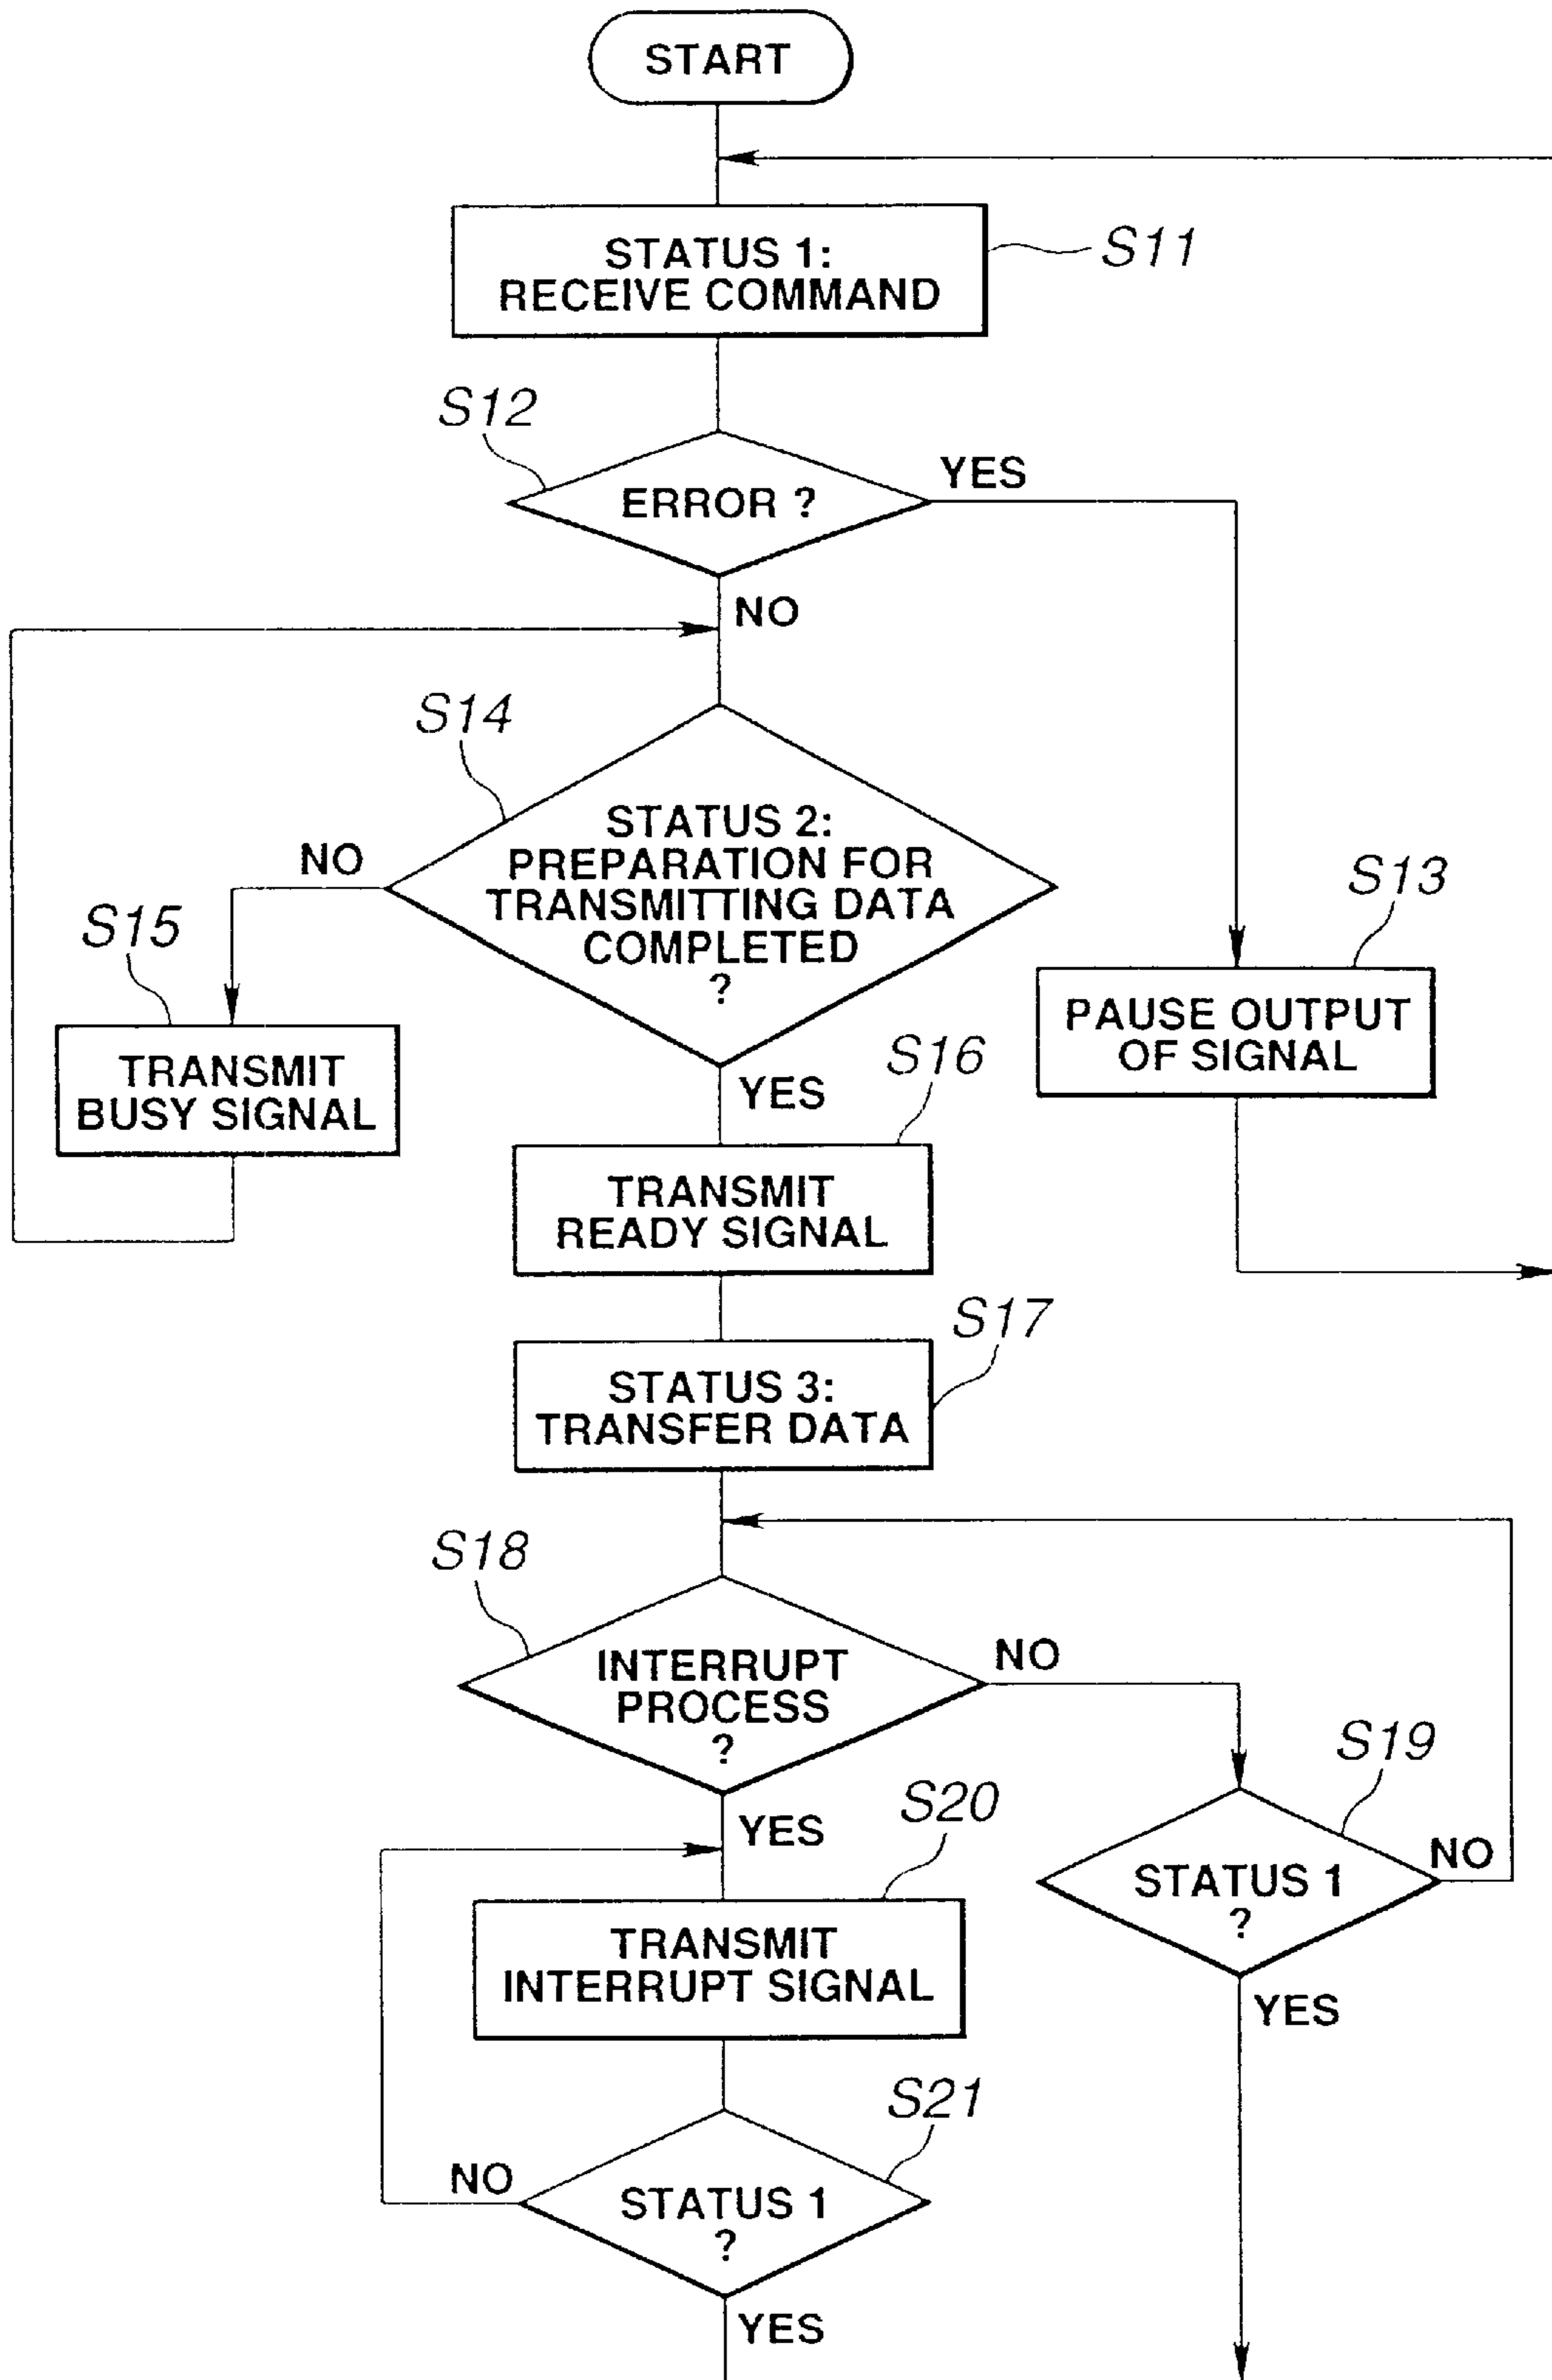 START
STATUS 1:
RECEIVE COMMAND
S11
S12
ERROR ?
YES
NO
S14
STATUS 2:
PREPARATION FOR
TRANSMITTING DATA
COMPLETED
?
NO
S13
S15
PAUSE OUTPUT
OF SIGNAL
TRANSMIT
BUSY SIGNAL
YES
S16
TRANSMIT
READY SIGNAL
S17
STATUS 3:
TRANSFER DATA
S18
INTERRUPT
PROCESS
?
NO
S19
YES
S20
STATUS 1
?
NO
TRANSMIT
INTERRUPT SIGNAL
YES
S21
NO
STATUS 1
?
YES